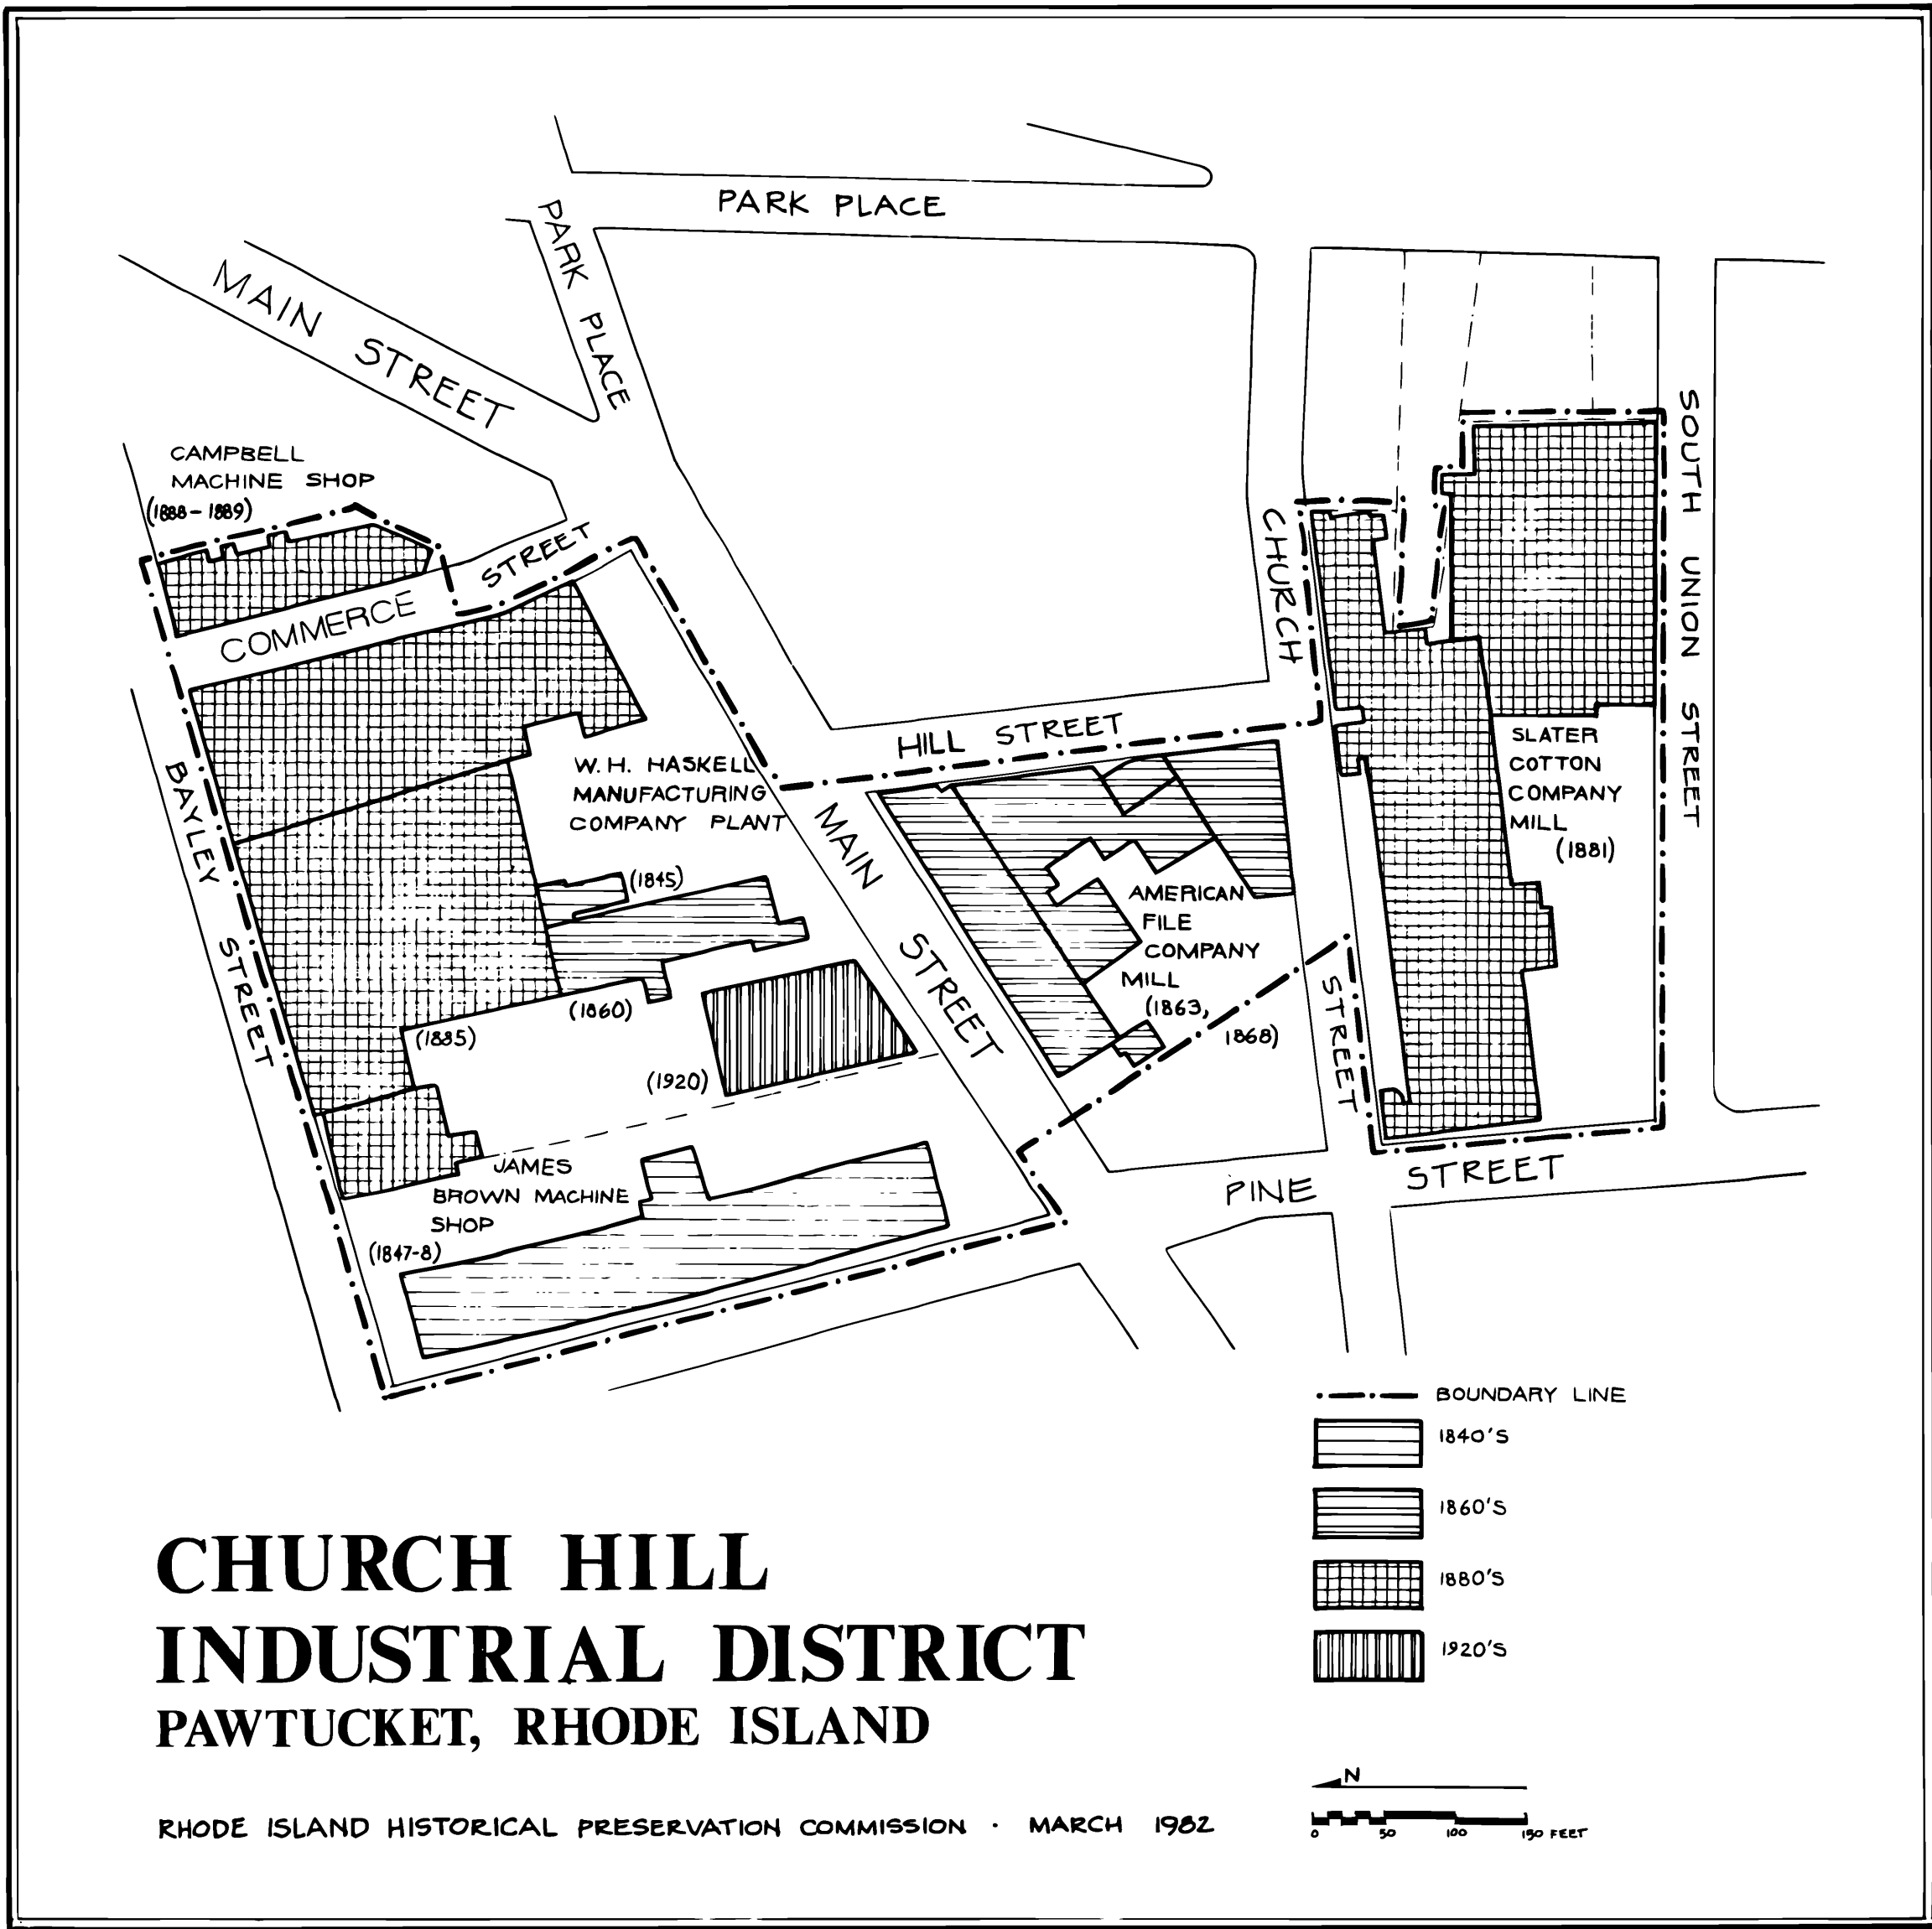 PARK PLACE
PARK PLACE
MAIN STREET
CAMPBELL
MACHINE SHOP
(1888-1889)
COMMERCE STREET
CHURCH STREET
SOUTH UNION STREET
HILL STREET
BAYLEY STREET
W.H. HASKELL
MANUFACTURING
COMPANY PLANT
MAIN STREET
SLATER
COTTON
COMPANY
MILL
(1881)
(1845)
AMERICAN
FILE
COMPANY
MILL
(1863,
1868)
(1860)
(1885)
(1920)
JAMES
BROWN MACHINE
SHOP
(1847-8)
PINE STREET
BOUNDARY LINE
1840'S
1860'S
1880'S
1920'S
CHURCH HILL
INDUSTRIAL DISTRICT
PAWTUCKET, RHODE ISLAND
RHODE ISLAND HISTORICAL PRESERVATION COMMISSION · MARCH 1982
N
0 50 100 150 FEET